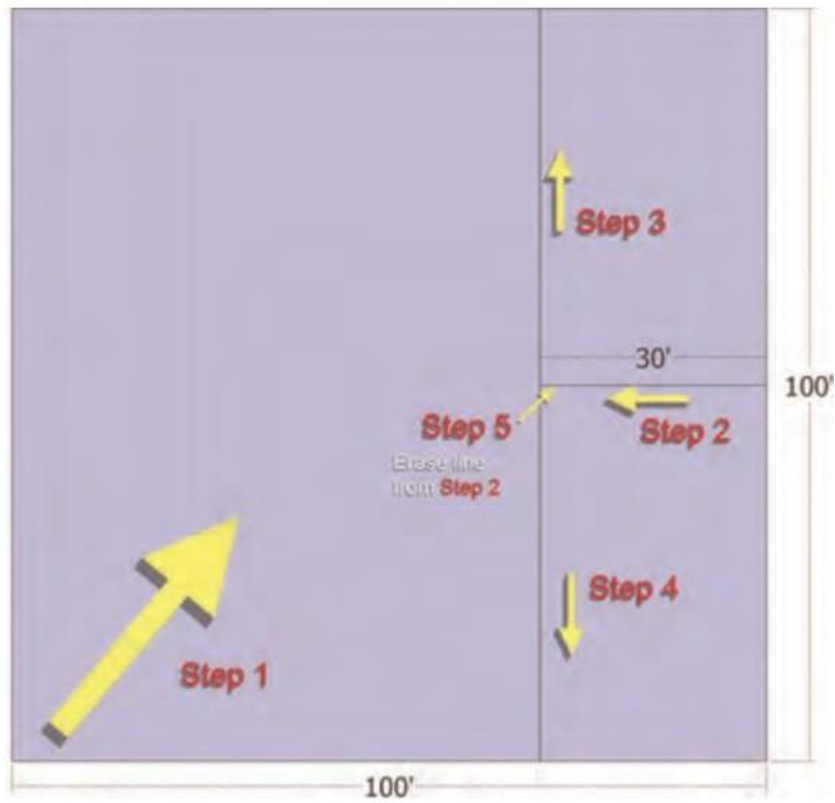 Step 3
30'
100'
Step 5
Step 2
Erase line
from Step 2
Step 4
Step 1
100'